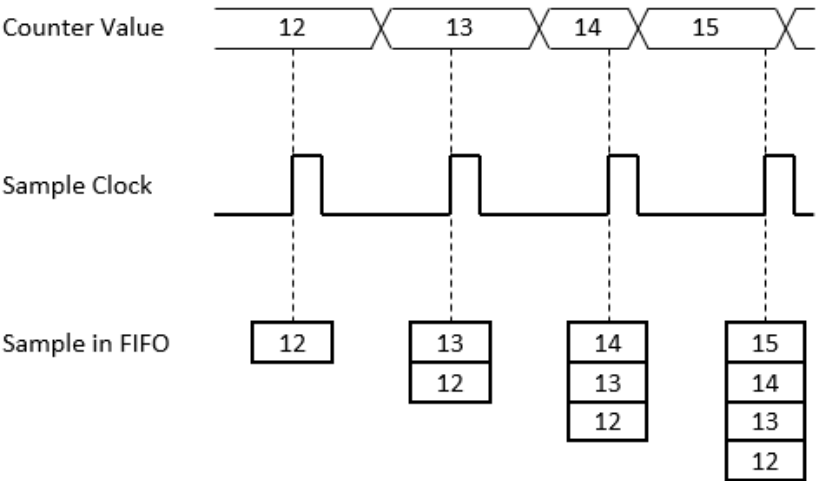 Counter Value 12 13 14 15
Sample Clock
Sample in FIFO 12 13 14 15
12 13 14
12 13
12